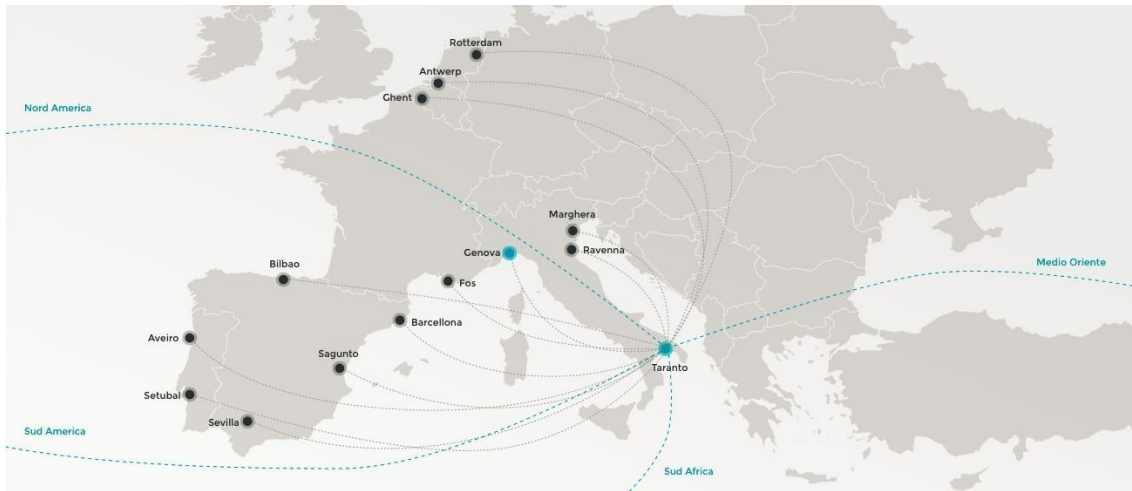 Rotterdam
Antwerp
Ghent
Nord America
Marghera
Genova
Ravenna
Medio Oriente
Bilbao
Fos
Barcellona
Aveiro
Sagunto
Taranto
Setubal
Sevilla
Sud America
Sud Africa